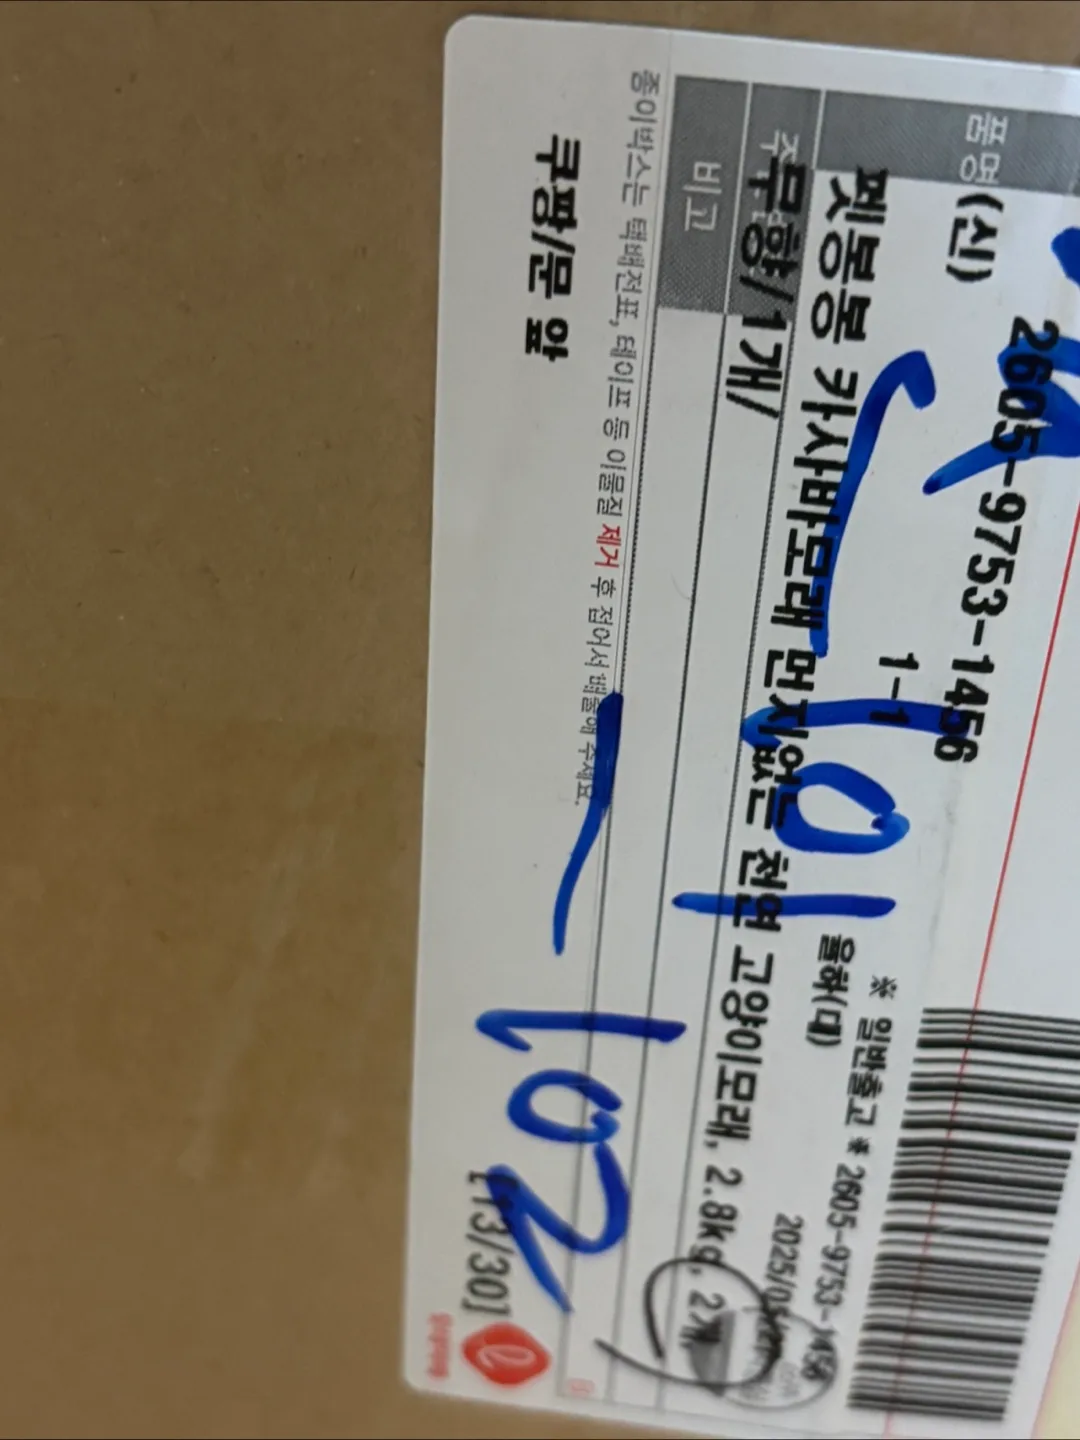 품명
(신)
2605-9753-1456
1-1
※ 일반출고 * 2605-9753-1456
율하(대)
펫봉봉 카사바모래 먼지없는 천연 고양이모래, 2.8kg, 2개,
무향/1개/
비고
종이박스는 택배전표, 테이프 등 이물질 제거 후 접어서 배출해 주세요.
쿠팡/문 앞
[13/30]
101
102